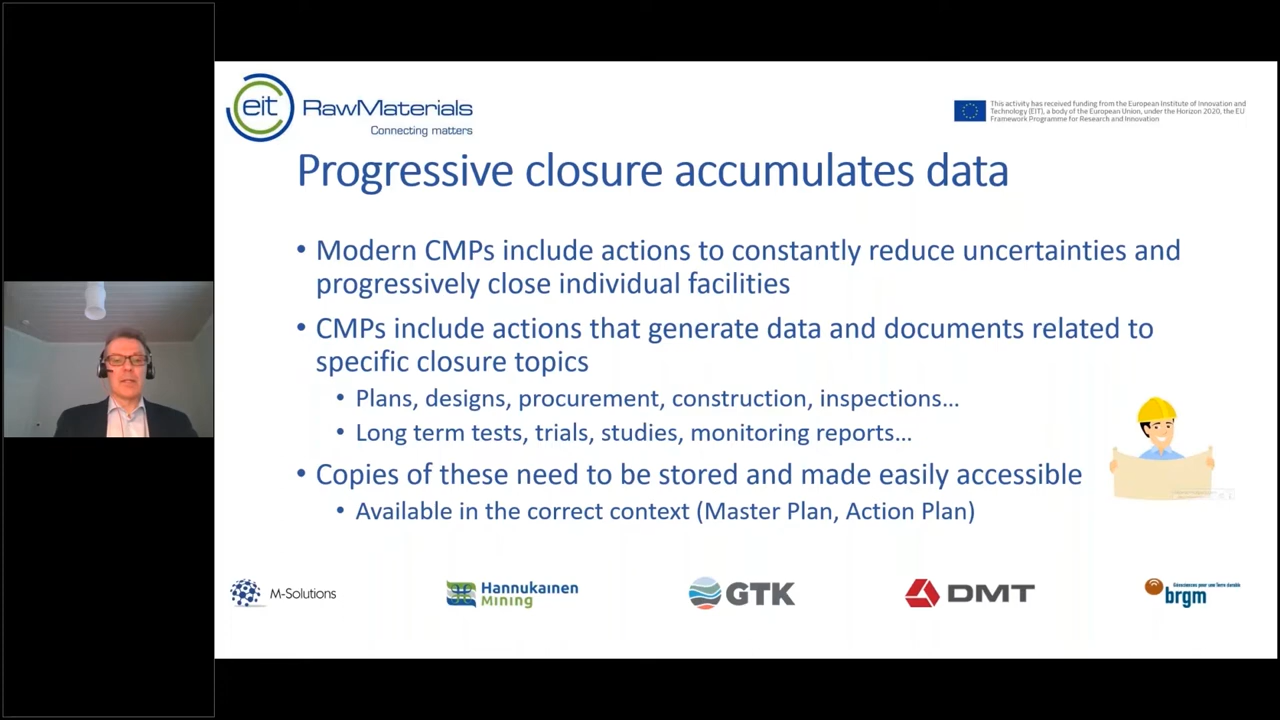 eit RawMaterials
Connecting matters
This activity has received funding from the European Institute of Innovation and
Technology (EIT), a body of the European Union, under the Horizon 2020, the EU
Framework Programme for Research and Innovation
Progressive closure accumulates data
• Modern CMPs include actions to constantly reduce uncertainties and
progressively close individual facilities
• CMPs include actions that generate data and documents related to
specific closure topics
• Plans, designs, procurement, construction, inspections…
• Long term tests, trials, studies, monitoring reports…
• Copies of these need to be stored and made easily accessible
• Available in the correct context (Master Plan, Action Plan)
M-Solutions
Hannukainen
Mining
GTK
DMT
Géosciences pour une Terre durable
brgm